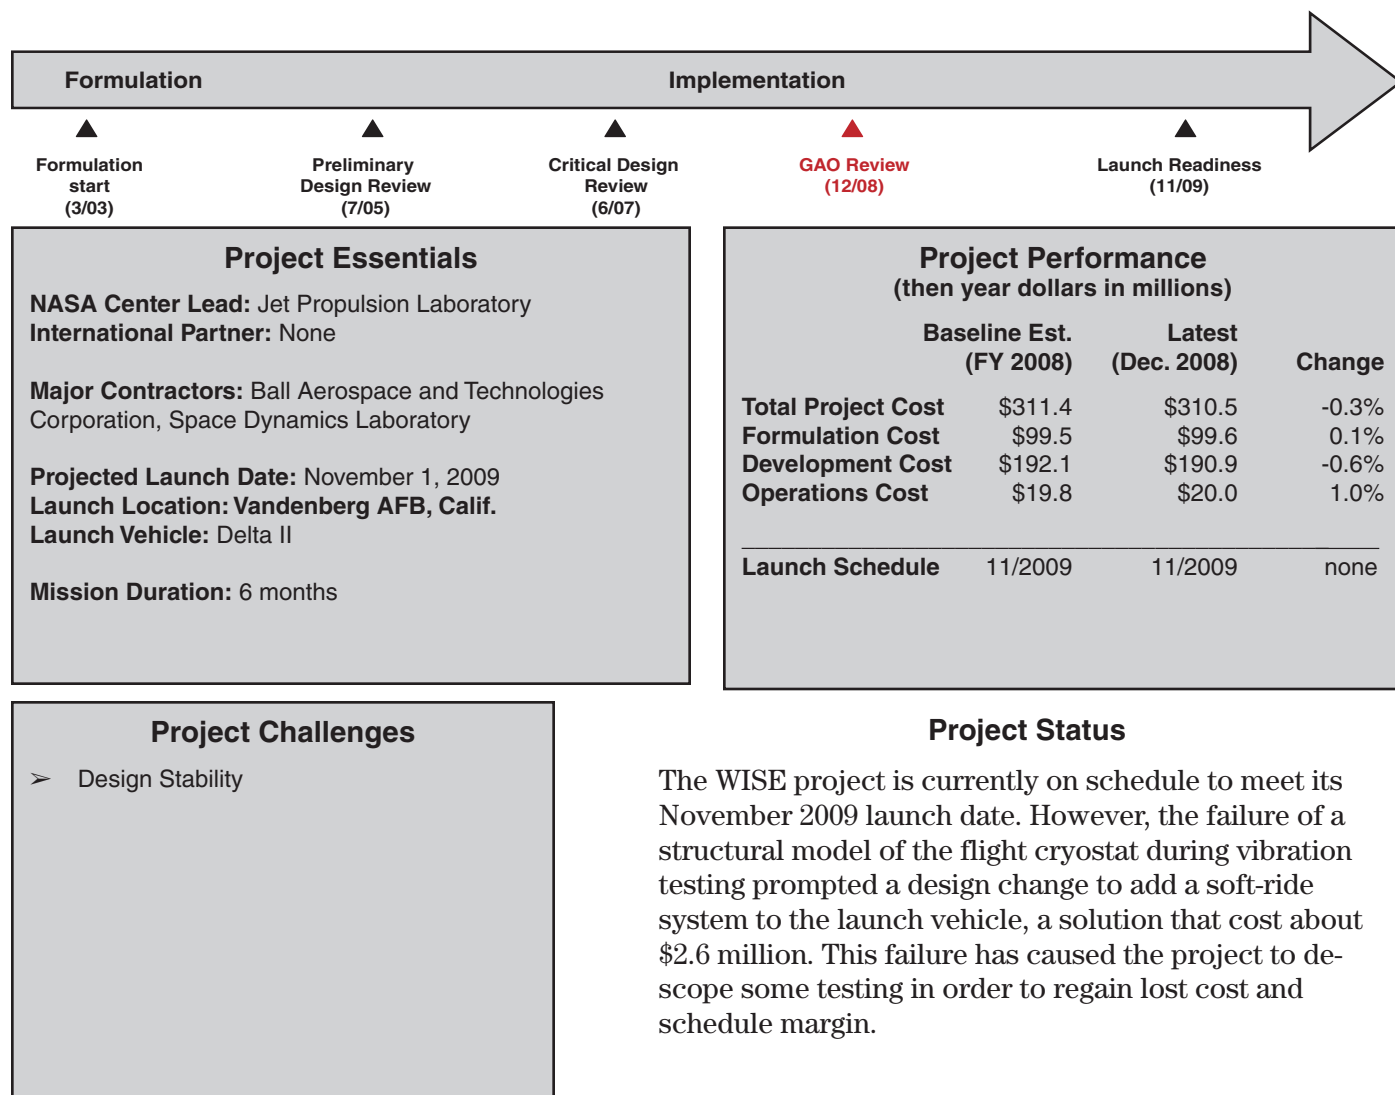 Formulation
Implementation
Formulation
start
(3/03)
Preliminary
Design Review
(7/05)
Critical Design
Review
(6/07)
GAO Review
(12/08)
Launch Readiness
(11/09)
Project Essentials
NASA Center Lead: Jet Propulsion Laboratory
International Partner: None
Major Contractors: Ball Aerospace and Technologies
Corporation, Space Dynamics Laboratory
Projected Launch Date: November 1, 2009
Launch Location: Vandenberg AFB, Calif.
Launch Vehicle: Delta II
Mission Duration: 6 months
Project Performance
(then year dollars in millions)
Baseline Est. Latest
(FY 2008) (Dec. 2008) Change
Total Project Cost $311.4 $310.5 -0.3%
Formulation Cost $99.5 $99.6 0.1%
Development Cost $192.1 $190.9 -0.6%
Operations Cost $19.8 $20.0 1.0%
Launch Schedule 11/2009 11/2009 none
Project Challenges
➢ Design Stability
Project Status
The WISE project is currently on schedule to meet its
November 2009 launch date. However, the failure of a
structural model of the flight cryostat during vibration
testing prompted a design change to add a soft-ride
system to the launch vehicle, a solution that cost about
$2.6 million. This failure has caused the project to de-
scope some testing in order to regain lost cost and
schedule margin.